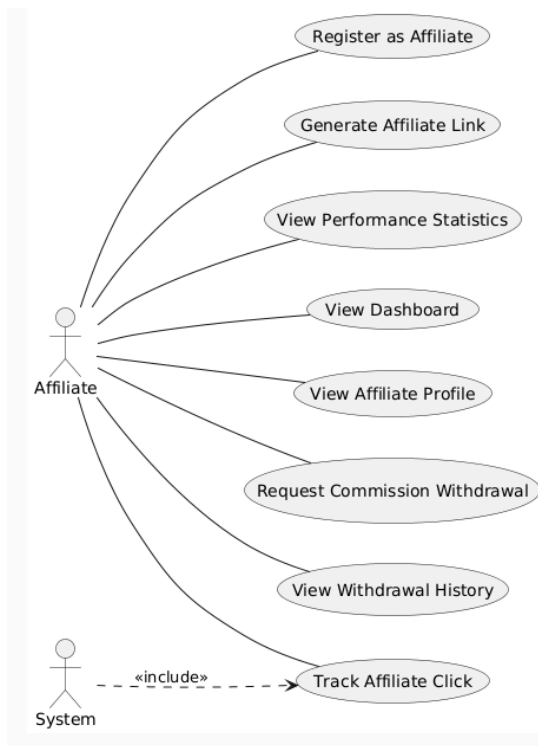 Register as Affiliate
Generate Affiliate Link
View Performance Statistics
View Dashboard
Affiliate
View Affiliate Profile
Request Commission Withdrawal
View Withdrawal History
«include»
Track Affiliate Click
System